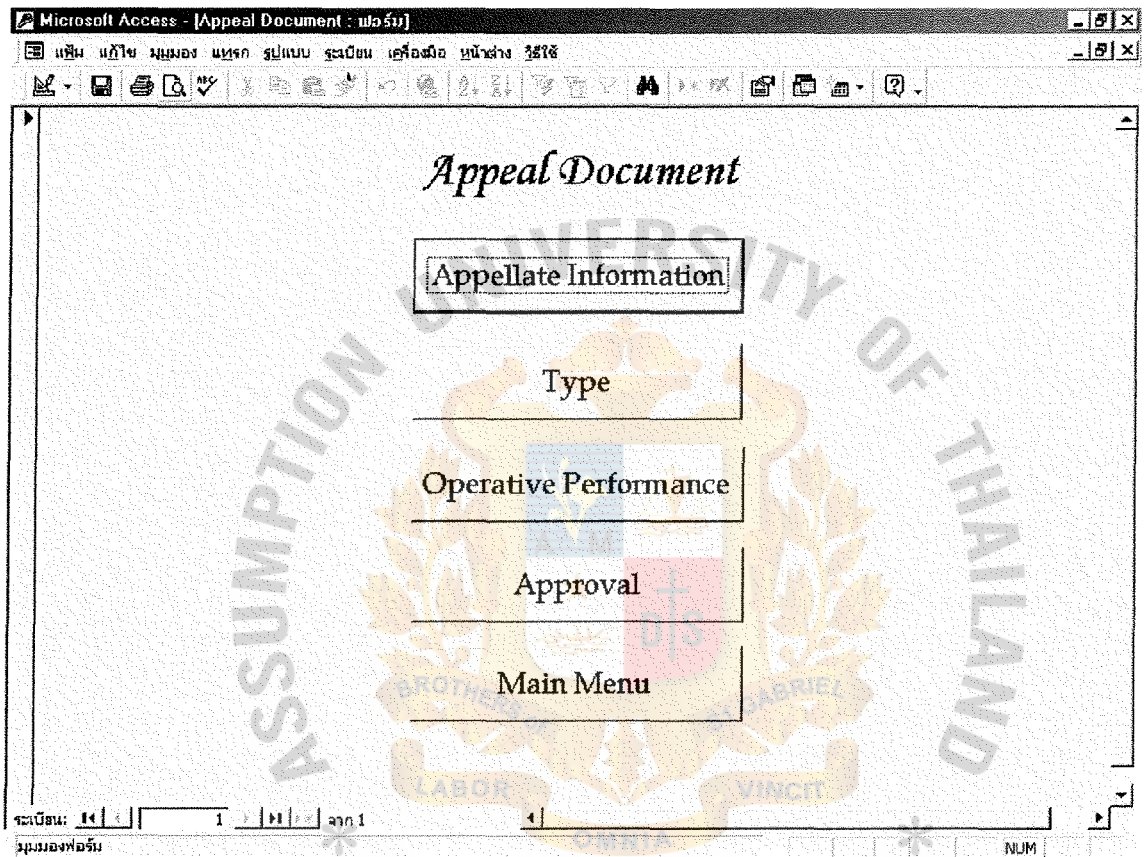 Microsoft Access - [Appeal Document : ฟอร์ม]
แฟ้ม แก้ไข มุมมอง แทรก รูปแบบ ระเบียน เครื่องมือ หน้าต่าง วิธีใช้
Appeal Document
Appellate Information
Type
Operative Performance
Approval
Main Menu
ASSUMPTION UNIVERSITY OF THAILAND
A M
D S
BROTHERS OF ST GABRIEL
LABOR VINCIT
OMNIA
ระเบียน: 1 จาก 1
มุมมองฟอร์ม NUM